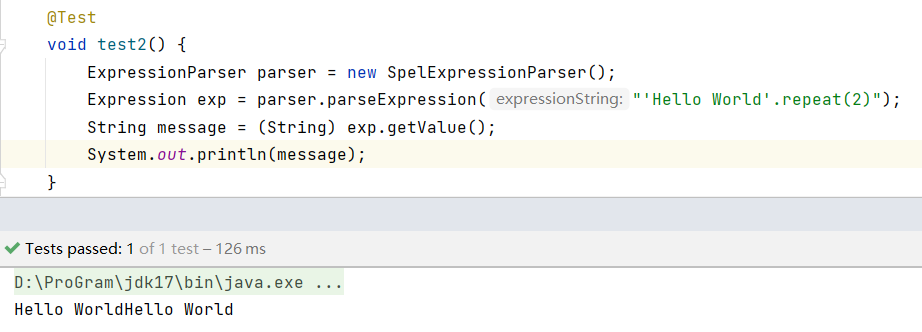 @Test
void test2() {
ExpressionParser parser = new SpelExpressionParser();
Expression exp = parser.parseExpression( expressionString: "'Hello World'.repeat(2)");
String message = (String) exp.getValue();
System.out.println(message);
}
Tests passed: 1 of 1 test – 126 ms
D:\ProGram\jdk17\bin\java.exe ...
Hello WorldHello World